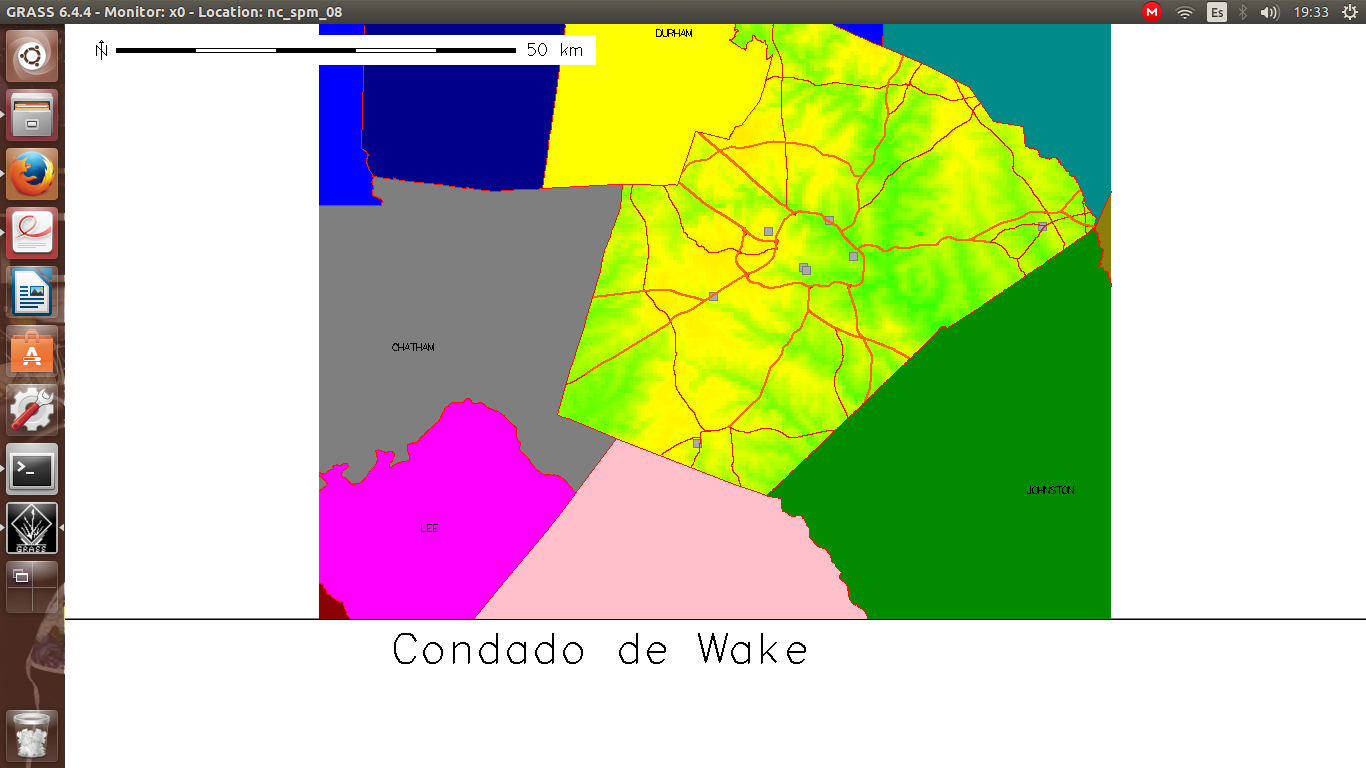 GRASS 6.4.4 - Monitor: x0 - Location: nc_spm_08
M
Es
19:33
N
50 km
DURHAM
CHATHAM
JOHNSTON
LEE
GRASS
Condado de Wake